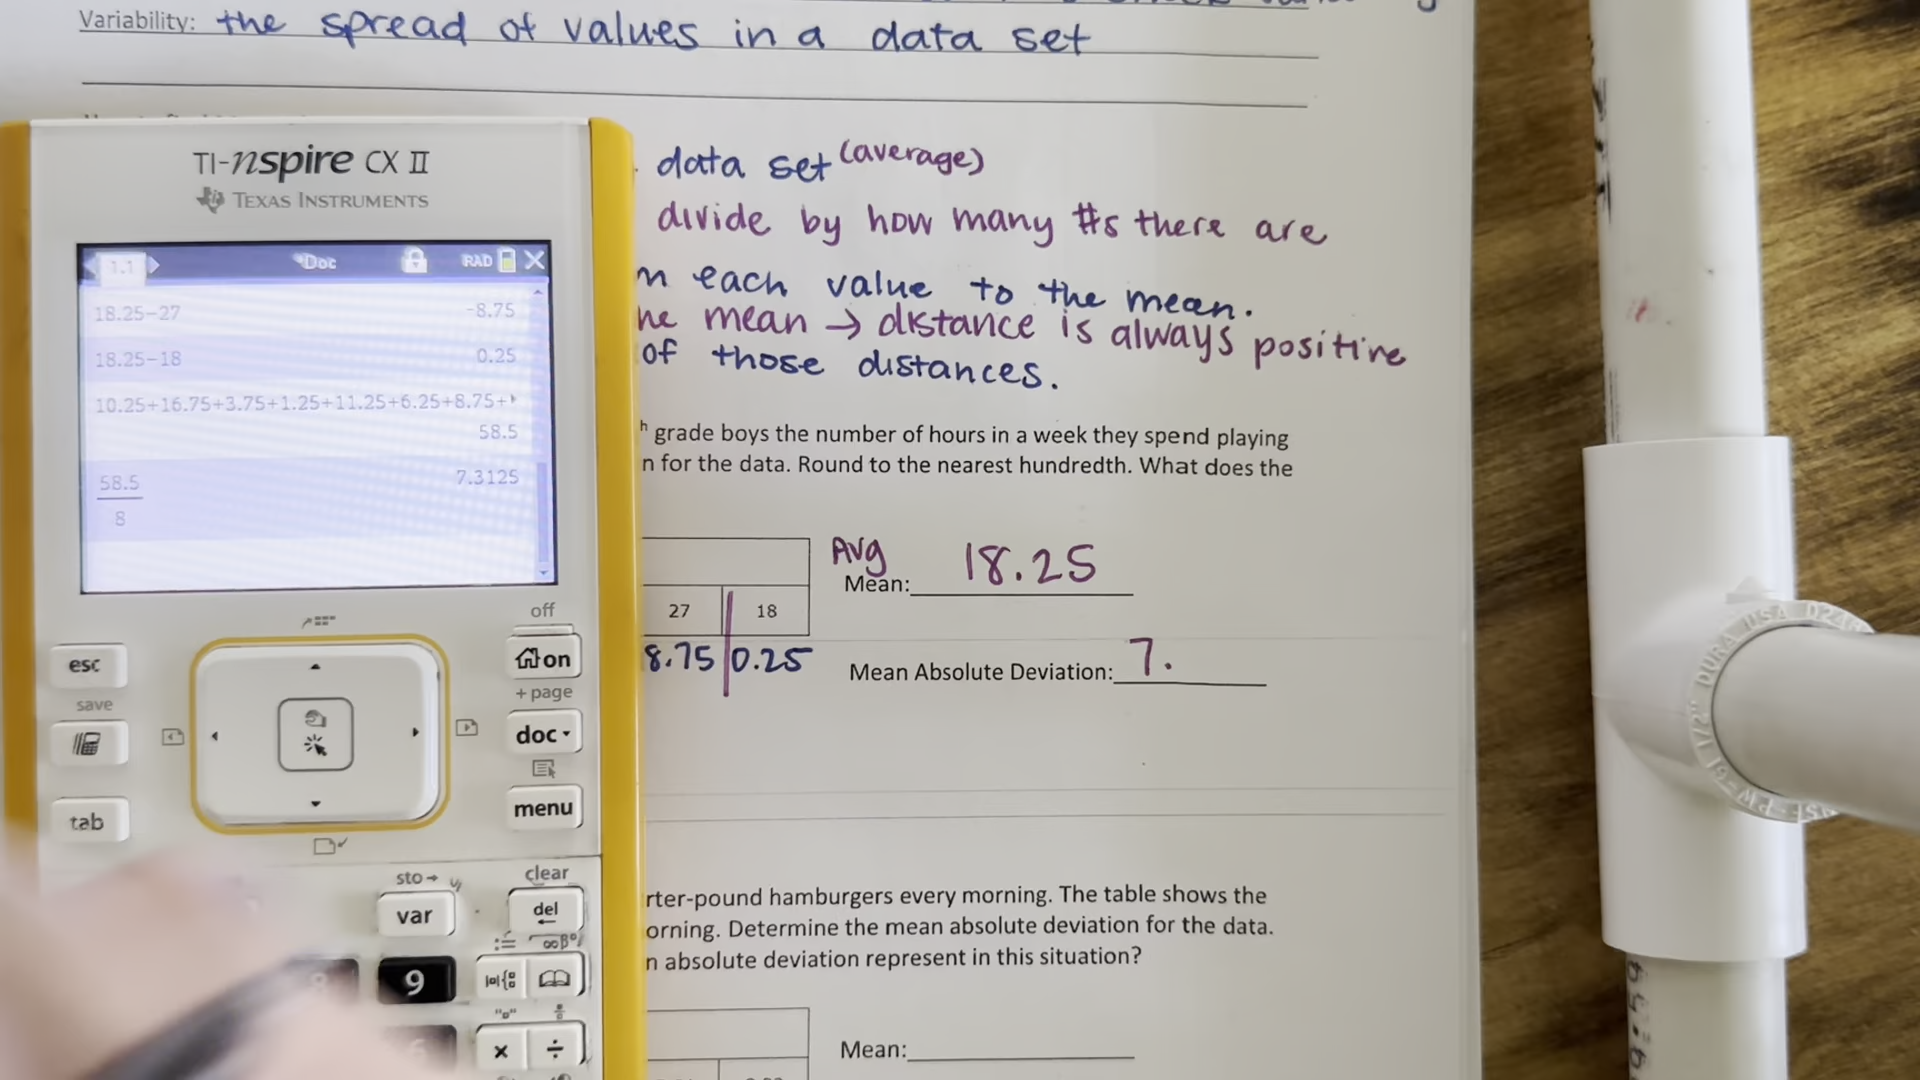 Variability: the spread of values in a data set
TI-nspire CX II
TEXAS INSTRUMENTS
1.1 *Doc RAD
18.25-27 -8.75
18.25-18 0.25
10.25+16.75+3.75+1.25+11.25+6.25+8.75+
58.5
58.5 7.3125
8
data set (average)
divide by how many #s there are
each value to the mean.
mean → distance is always positive
of those distances.
h grade boys the number of hours in a week they spend playing
n for the data. Round to the nearest hundredth. What does the
Avg
Mean: 18.25
27 18
8.75 0.25
Mean Absolute Deviation: 7.
off
esc
on
save
+ page
doc
tab
menu
sto→
clear
var
del
9
x ÷
rter-pound hamburgers every morning. The table shows the
orning. Determine the mean absolute deviation for the data.
n absolute deviation represent in this situation?
Mean: